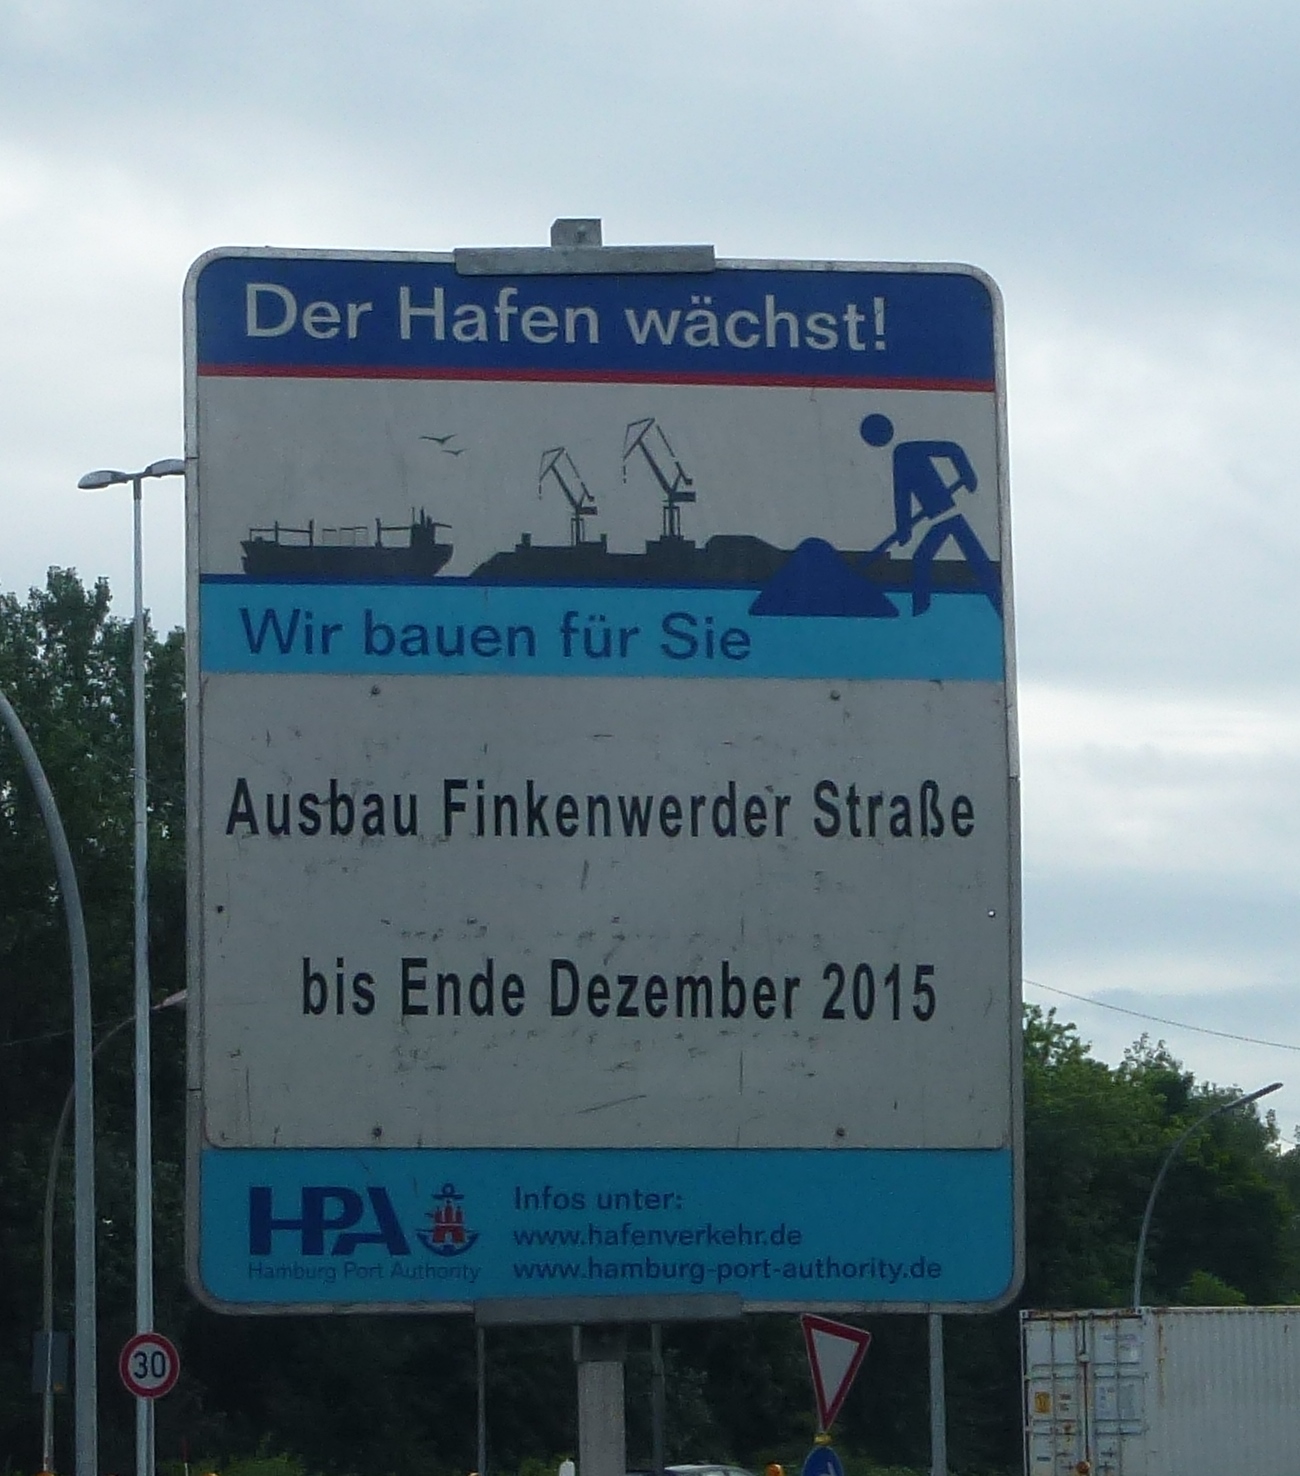 Der Hafen wächst!
Wir bauen für Sie
Ausbau Finkenwerder Straße
bis Ende Dezember 2015
HPA
Hamburg Port Authority
Infos unter:
www.hafenverkehr.de
www.hamburg-port-authority.de
30